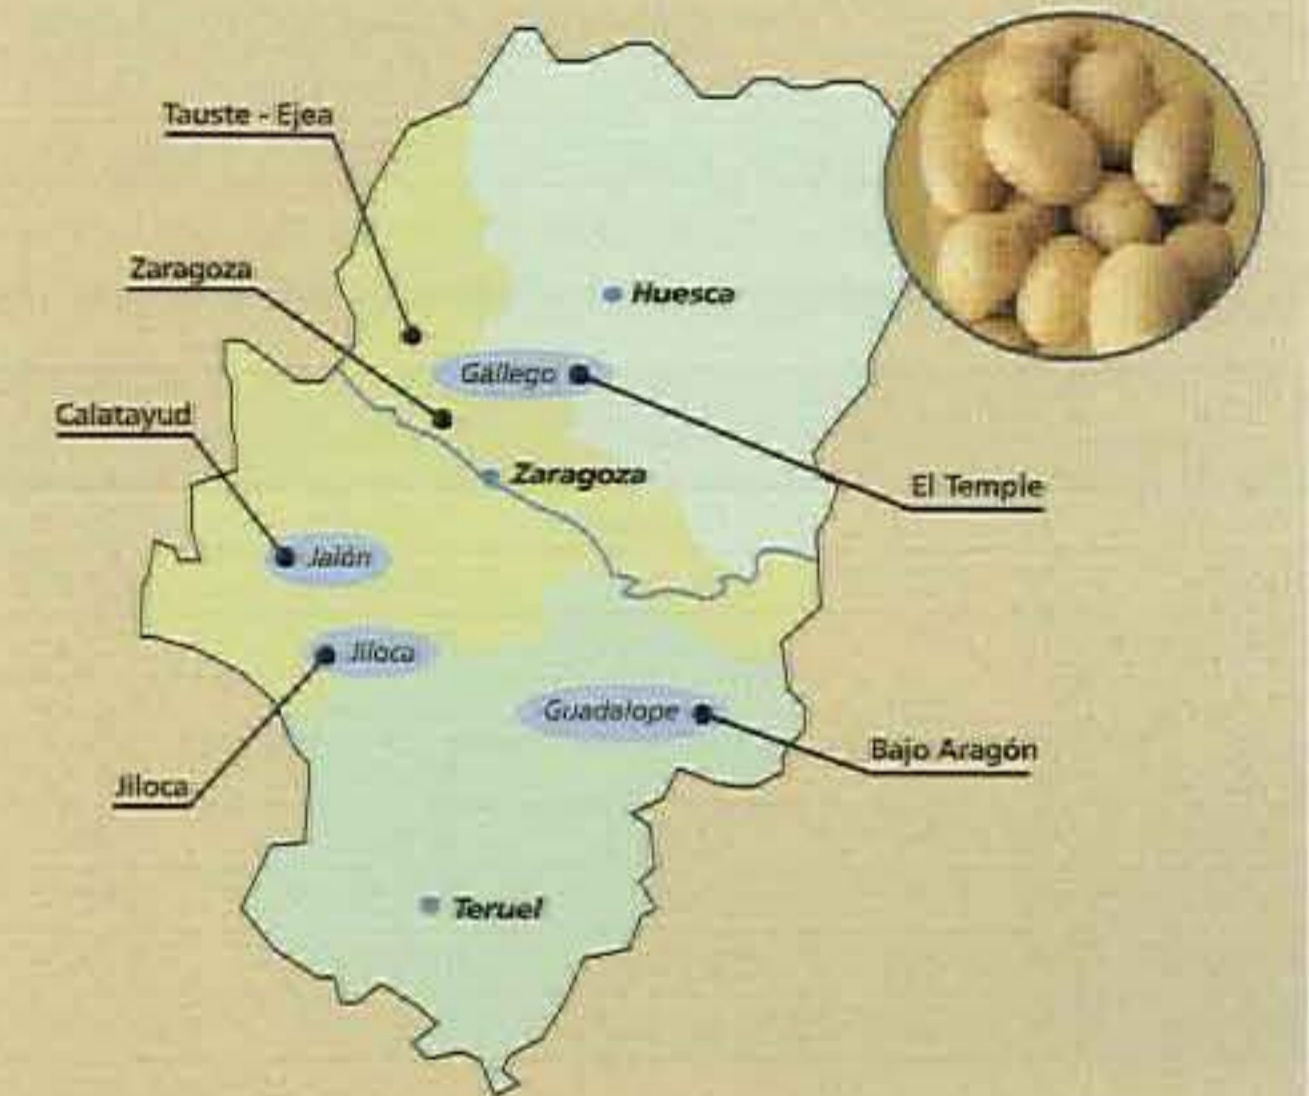 Tauste - Ejea
Zaragoza
Huesca
Gállego
Calatayud
Zaragoza
El Temple
Jalón
Jiloca
Guadalope
Bajo Aragón
Jiloca
Teruel